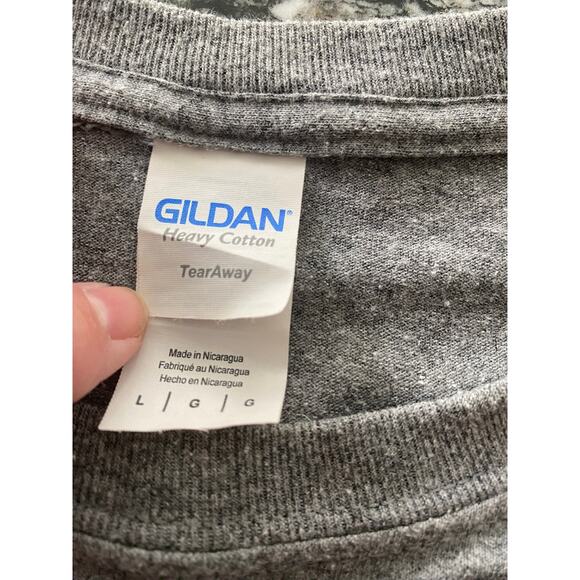 GILDAN®
Heavy Cotton
TearAway
Made in Nicaragua
Fabriqué au Nicaragua
Hecho en Nicaragua
L | G | G